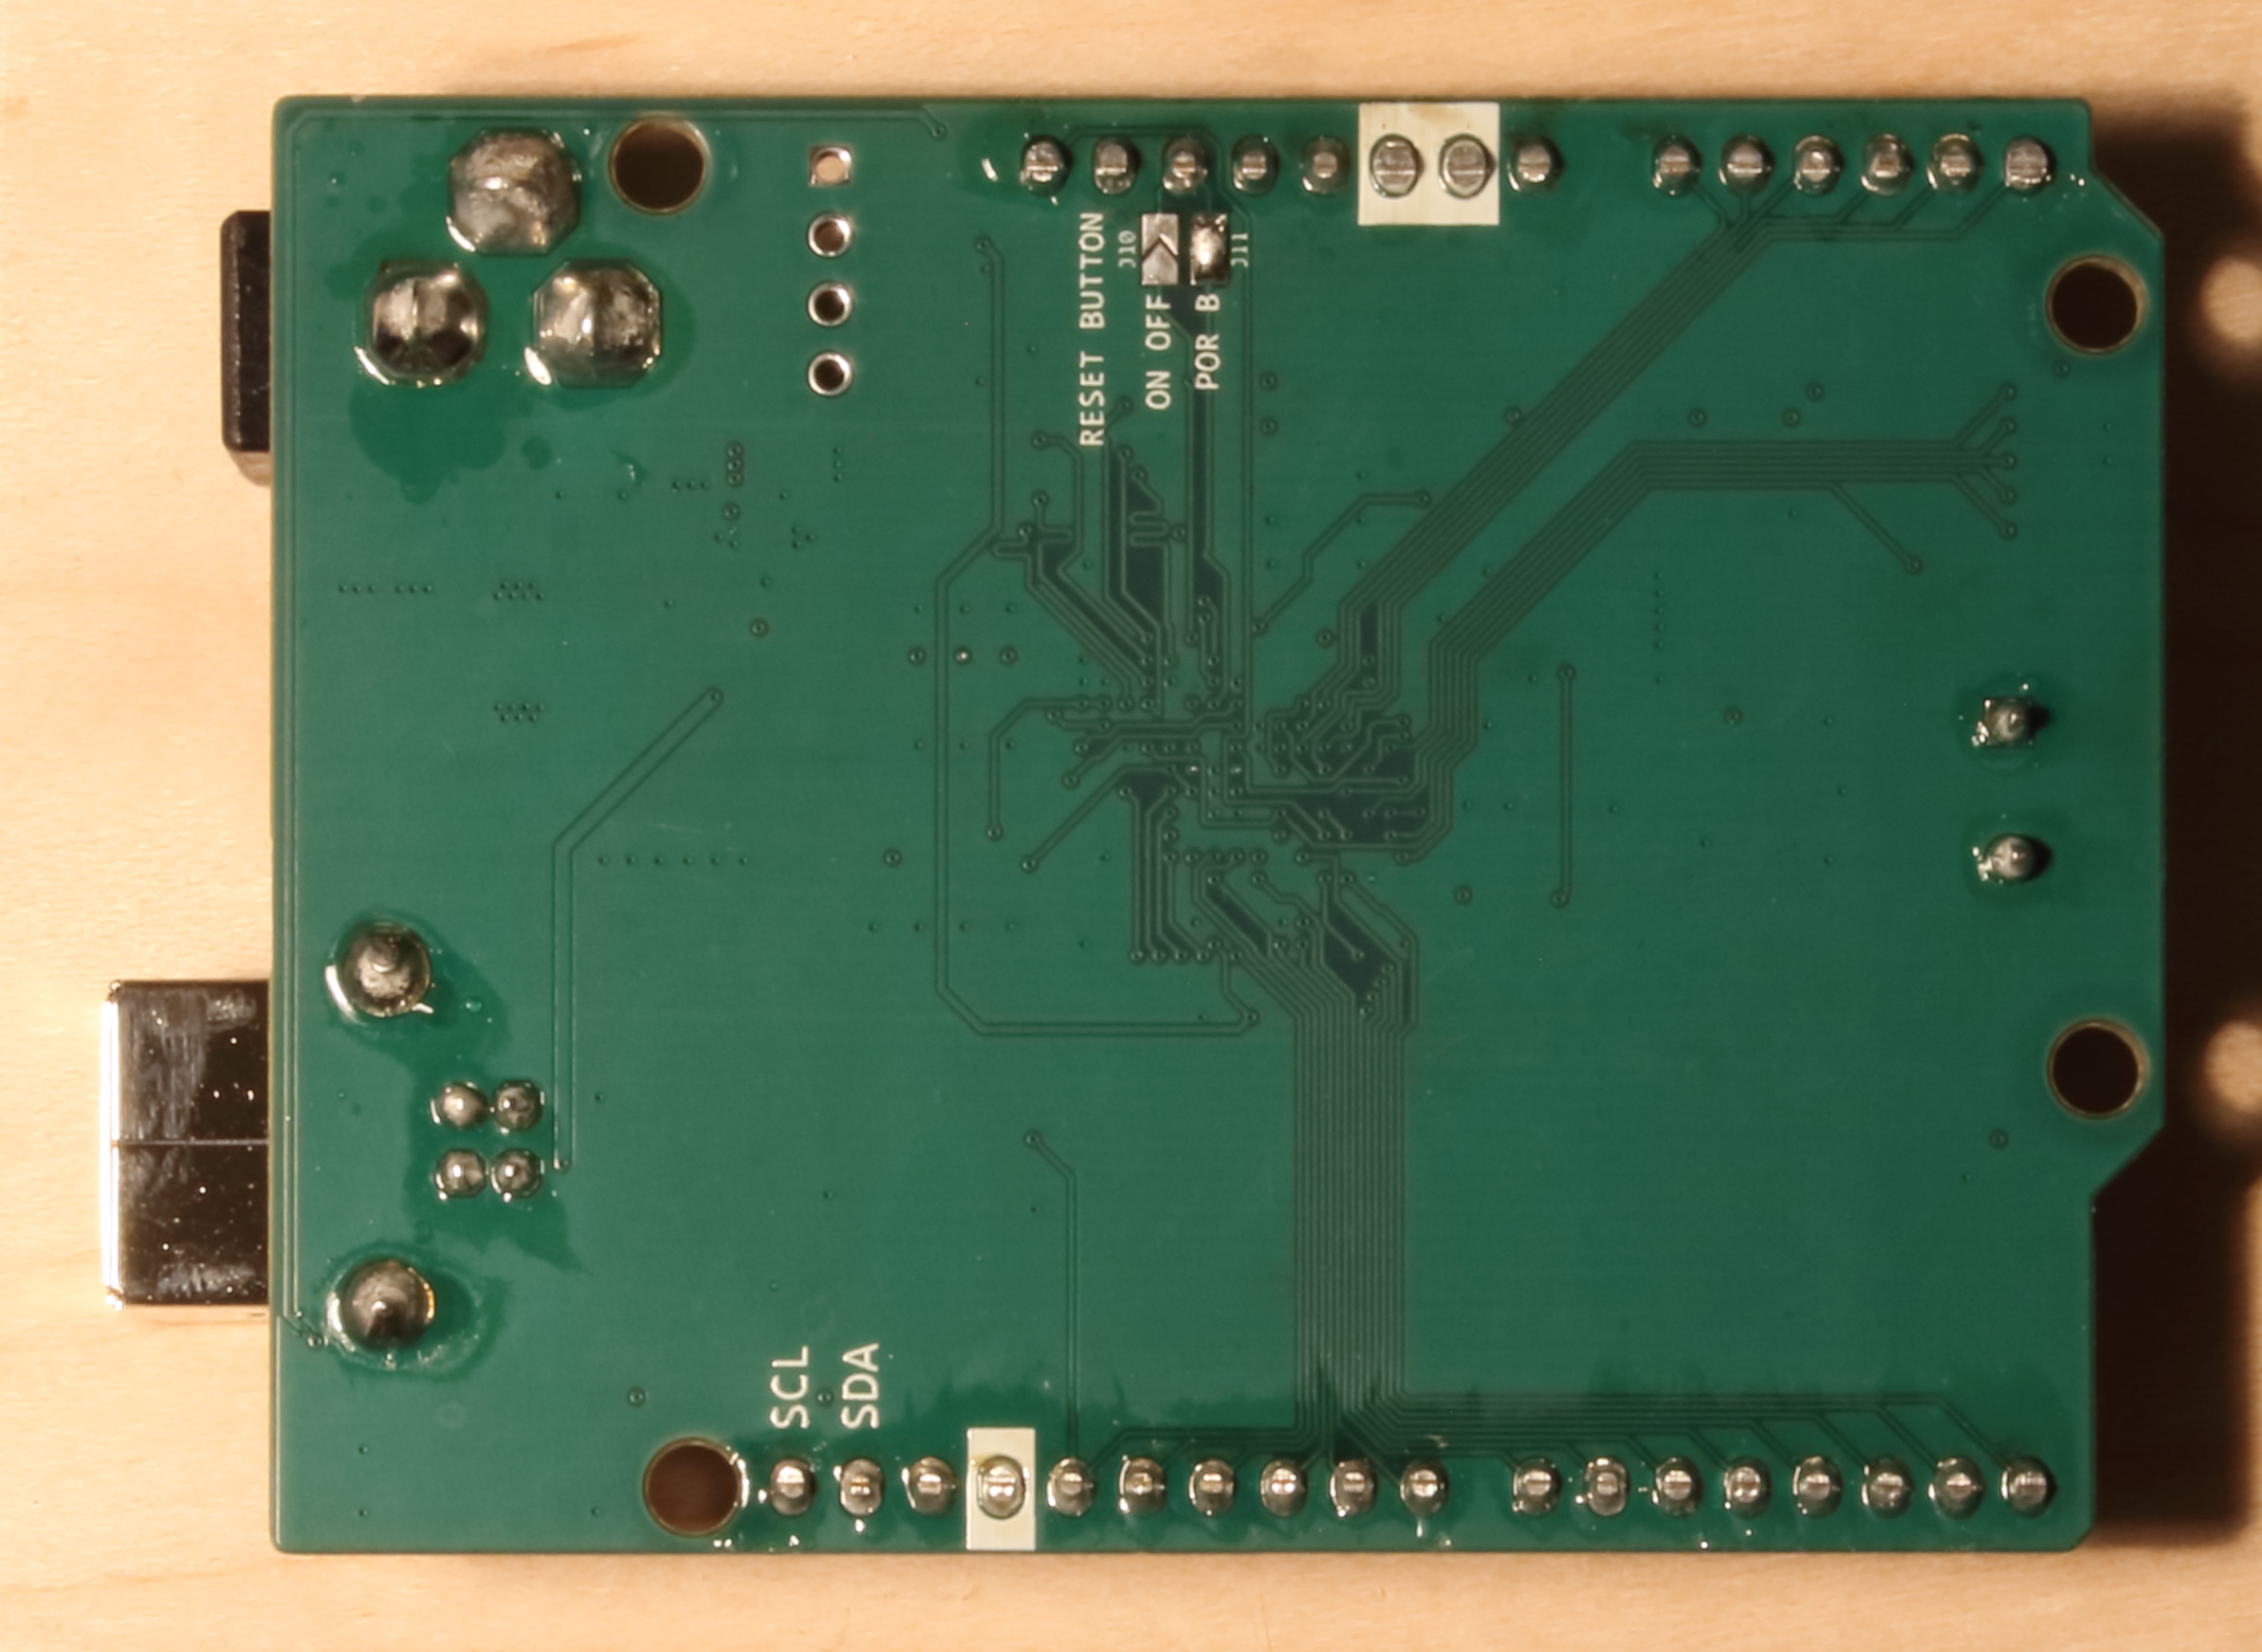 RESET BUTTON
J10
ON OFF
POR B
J11
SCL
SDA